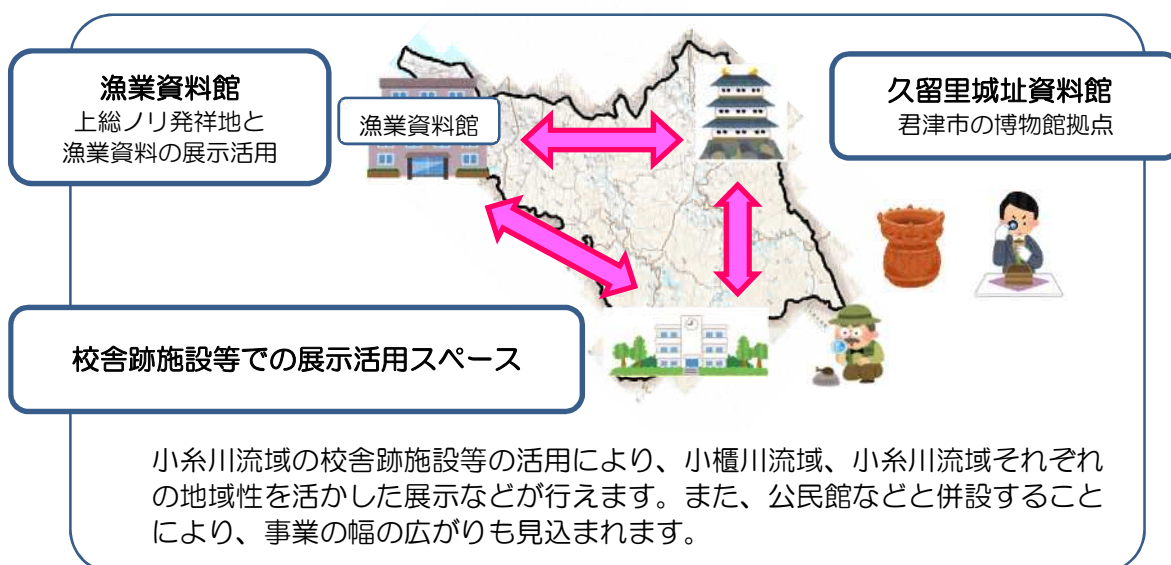 漁業資料館
上総ノリ発祥地と
漁業資料の展示活用
漁業資料館
久留里城址資料館
君津市の博物館拠点
校舎跡施設等での展示活用スペース
小糸川流域の校舎跡施設等の活用により、小櫃川流域、小糸川流域それぞれ
の地域性を活かした展示などが行えます。また、公民館などと併設すること
により、事業の幅の広がりも見込まれます。